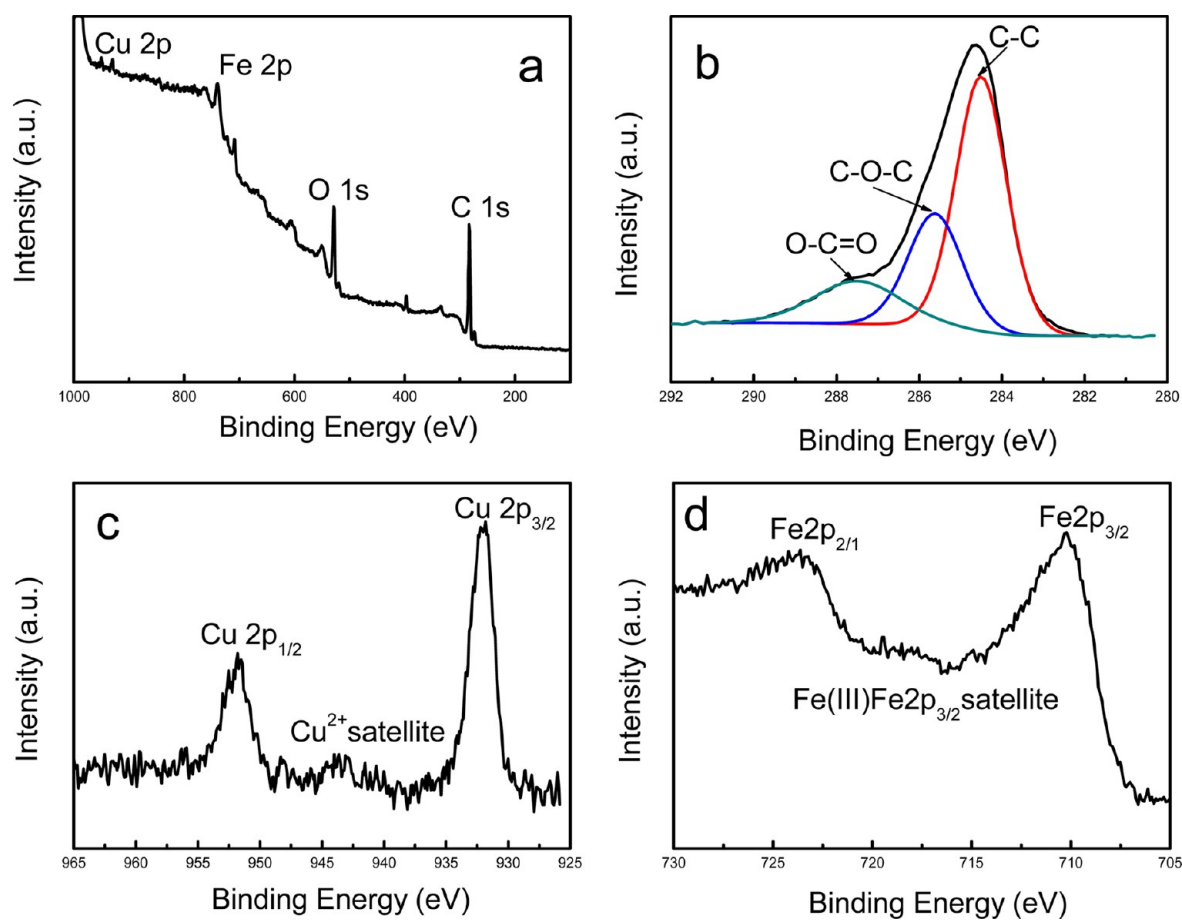 a
Cu 2p
Fe 2p
O 1s
C 1s
Intensity (a.u.)
1000 800 600 400 200
Binding Energy (eV)
b
C-C
C-O-C
O-C=O
Intensity (a.u.)
292 290 288 286 284 282 280
Binding Energy (eV)
c
Cu 2p3/2
Cu 2p1/2
Cu2+satellite
Intensity (a.u.)
965 960 955 950 945 940 935 930 925
Binding Energy (eV)
d
Fe2p2/1
Fe2p3/2
Fe(III)Fe2p3/2satellite
Intensity (a.u.)
730 725 720 715 710 705
Binding Energy (eV)